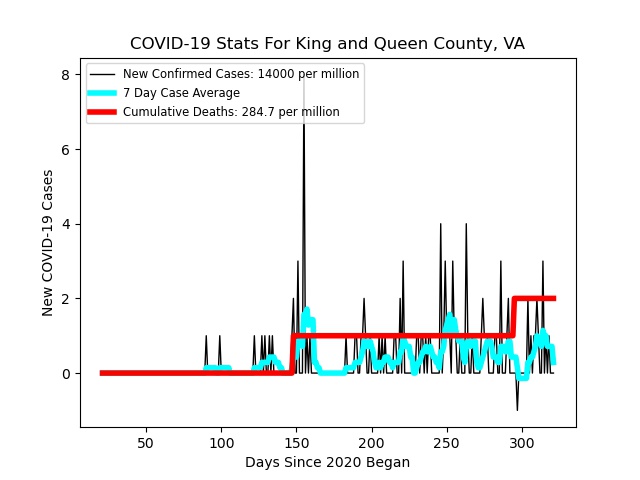 COVID-19 Stats For King and Queen County, VA
New Confirmed Cases: 14000 per million
7 Day Case Average
Cumulative Deaths: 284.7 per million
New COVID-19 Cases
8
6
4
2
0
50 100 150 200 250 300
Days Since 2020 Began